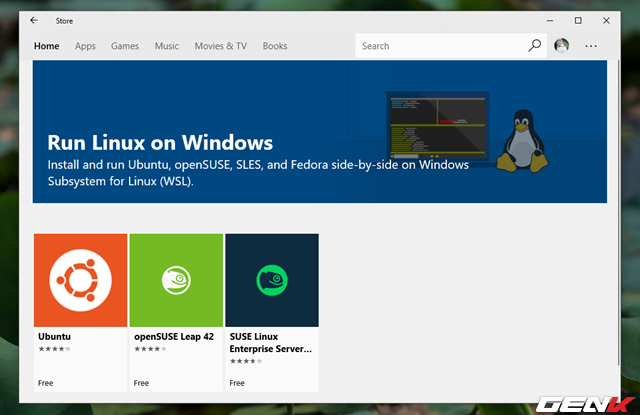 Store
Home Apps Games Music Movies & TV Books Search
Run Linux on Windows
Install and run Ubuntu, openSUSE, SLES, and Fedora side-by-side on Windows
Subsystem for Linux (WSL).
Ubuntu
Free
openSUSE Leap 42
Free
SUSE Linux
Enterprise Server...
Free
GENK